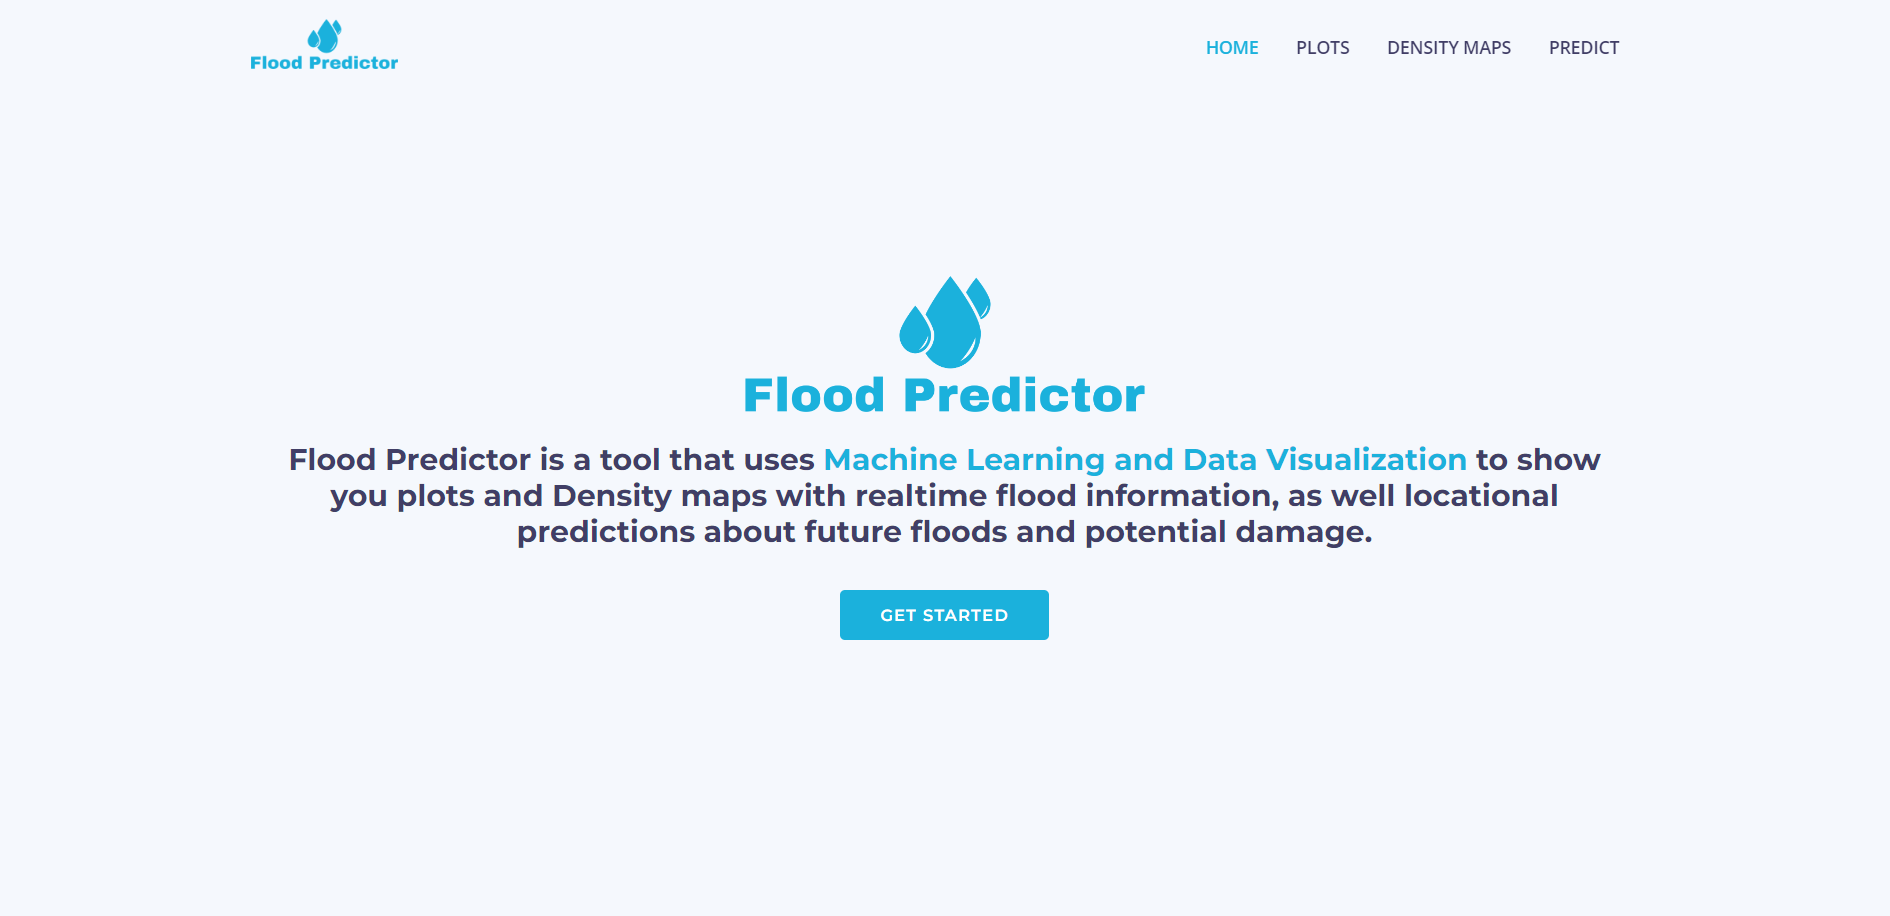 Flood Predictor
HOME PLOTS DENSITY MAPS PREDICT
Flood Predictor
Flood Predictor is a tool that uses Machine Learning and Data Visualization to show
you plots and Density maps with realtime flood information, as well locational
predictions about future floods and potential damage.
GET STARTED